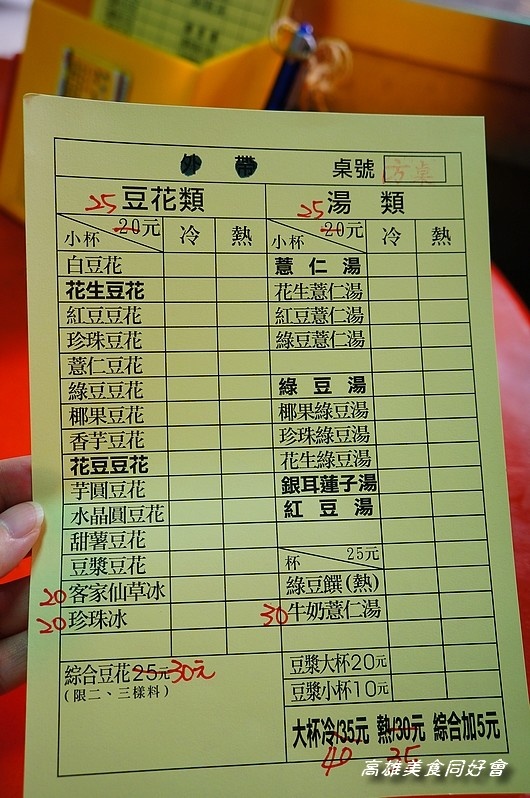 外帶 桌號 方桌
25 豆花類
小杯 20元 冷 熱
白豆花
花生豆花
紅豆豆花
珍珠豆花
薏仁豆花
綠豆豆花
椰果豆花
香芋豆花
花豆豆花
芋圓豆花
水晶圓豆花
甜薯豆花
豆漿豆花
20 客家仙草冰
20 珍珠冰
綜合豆花25元30元
(限二、三樣料)
25 湯類
小杯 20元 冷 熱
薏仁湯
花生薏仁湯
紅豆薏仁湯
綠豆薏仁湯
綠豆湯
椰果綠豆湯
珍珠綠豆湯
花生綠豆湯
銀耳蓮子湯
紅豆湯
杯 25元
綠豆饌(熱)
30 牛奶薏仁湯
豆漿大杯20元
豆漿小杯10元
大杯冷/35元 熱/30元 綜合加5元
40 35
高雄美食同好會